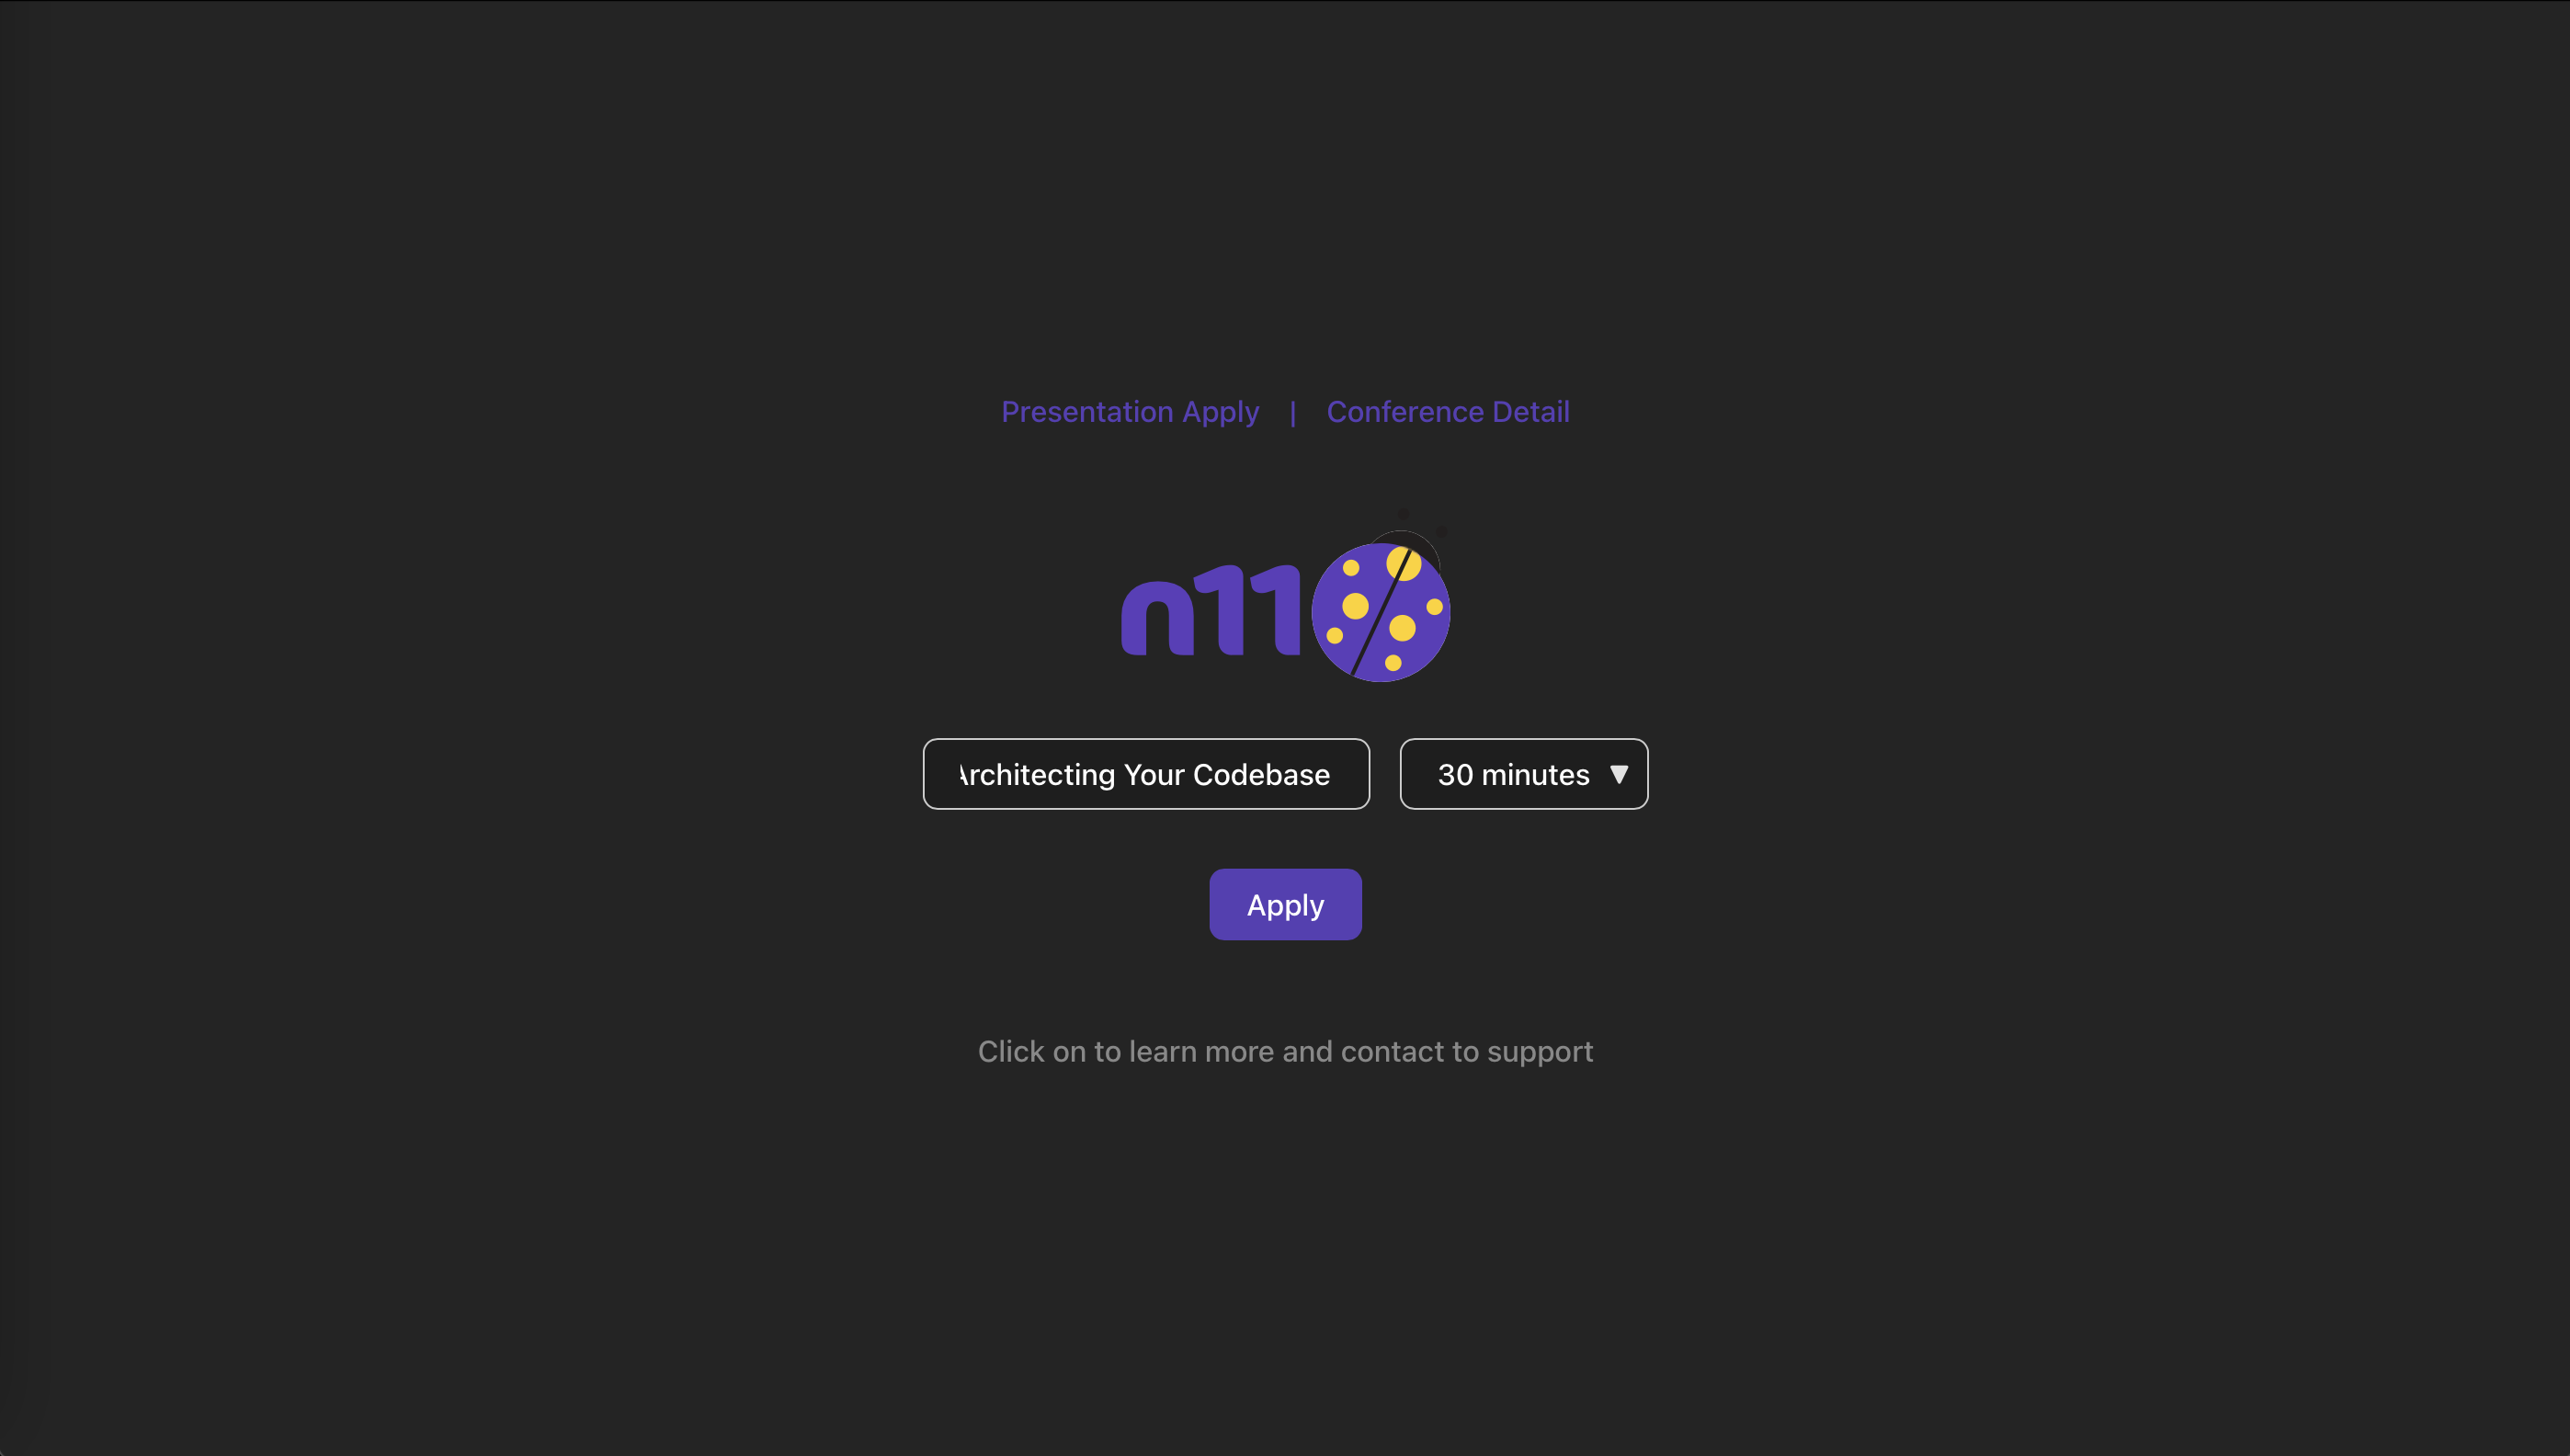 Presentation Apply | Conference Detail
n11
Architecting Your Codebase
30 minutes ▼
Apply
Click on to learn more and contact to support